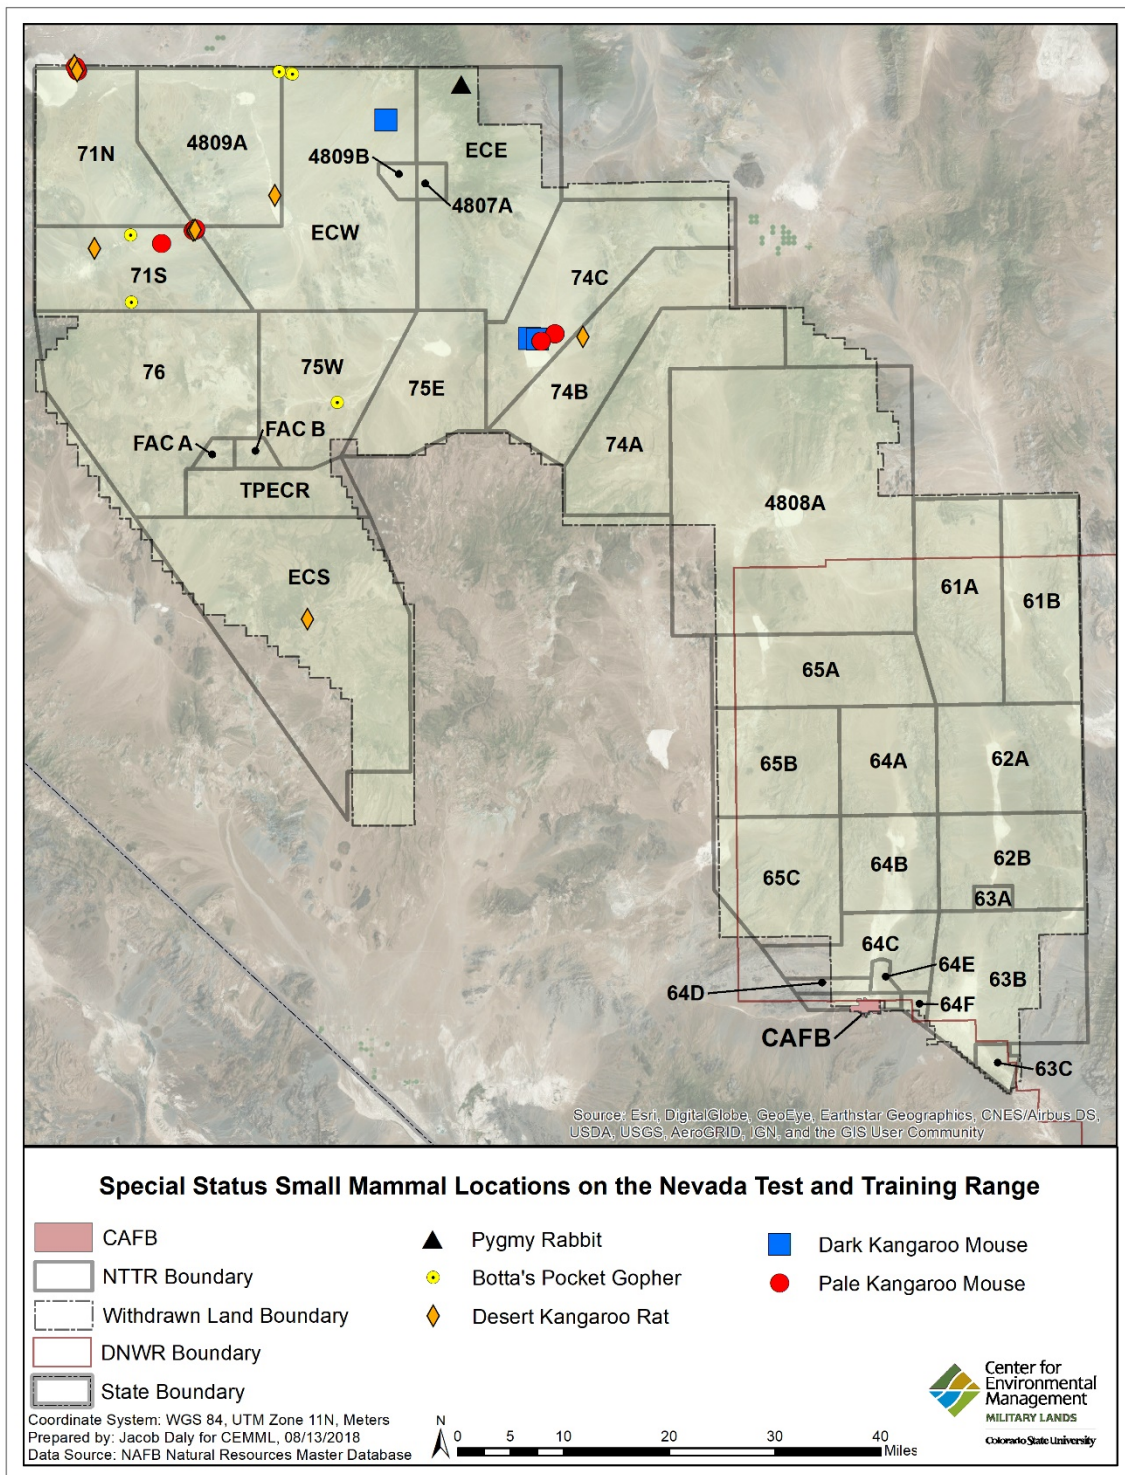 71N
4809A
4809B
ECE
4807A
ECW
71S
74C
76
75W
75E
74B
FAC A
FAC B
74A
TPECR
4808A
ECS
61A
61B
65A
65B
64A
62A
65C
64B
62B
63A
64C
64E
63B
64D
64F
CAFB
63C
Source: Esri, DigitalGlobe, GeoEye, Earthstar Geographics, CNES/Airbus DS,
USDA, USGS, AeroGRID, IGN, and the GIS User Community
Special Status Small Mammal Locations on the Nevada Test and Training Range
CAFB
NTTR Boundary
Withdrawn Land Boundary
DNWR Boundary
State Boundary
Pygmy Rabbit
Botta's Pocket Gopher
Desert Kangaroo Rat
Dark Kangaroo Mouse
Pale Kangaroo Mouse
Coordinate System: WGS 84, UTM Zone 11N, Meters
Prepared by: Jacob Daly for CEMML, 08/13/2018
Data Source: NAFB Natural Resources Master Database
N
0 5 10 20 30 40
Miles
Center for
Environmental
Management
MILITARY LANDS
Colorado State University